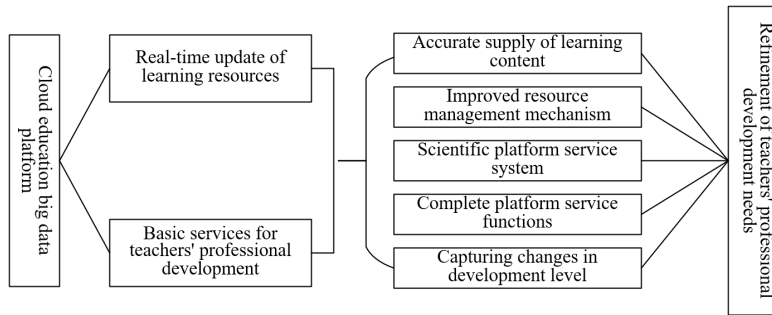 Cloud education big data
platform
Real-time update of
learning resources
Basic services for
teachers' professional
development
Accurate supply of learning
content
Improved resource
management mechanism
Scientific platform service
system
Complete platform service
functions
Capturing changes in
development level
Refinement of teachers' professional
development needs